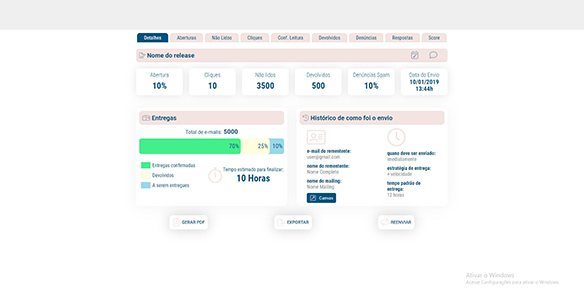 Detalhes Aberturas Não Lidos Cliques Conf. Leitura Devolvidos Denúncias Respostas Score
Nome do release
Abertura Cliques Não lidos Devolvidos Denúncias Spam Data do Envio
10% 10 3500 500 10% 10/01/2019
13:44h
Entregas
Total de e-mails: 5000
70% 25% 10%
Entregas confirmadas
Devolvidos
A serem entregues
Tempo estimado para finalizar:
10 Horas
Histórico de como foi o envio
e-mail do remetente:
user@gmail.com
nome do remetente:
Nome Completo
nome do mailing:
Nome Mailing
Canvas
quano deve ser enviado:
imediatamente
estratégia de entrega:
+ velocidade
tempo padrão de
entrega:
12 horas
GERAR PDF EXPORTAR REENVIAR
Ativar o Windows
Acesse Configurações para ativar o Windows.